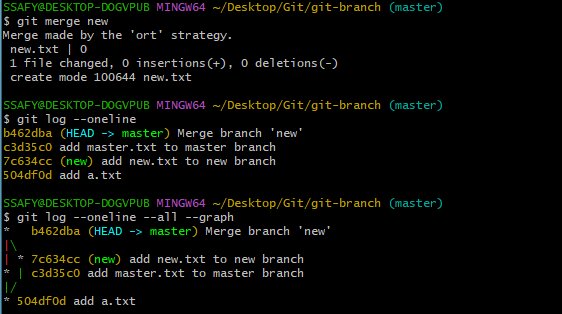 SSAFY@DESKTOP-DOGVPUB MINGW64 ~/Desktop/Git/git-branch (master)
$ git merge new
Merge made by the 'ort' strategy.
 new.txt | 0
 1 file changed, 0 insertions(+), 0 deletions(-)
 create mode 100644 new.txt

SSAFY@DESKTOP-DOGVPUB MINGW64 ~/Desktop/Git/git-branch (master)
$ git log --oneline
b462dba (HEAD -> master) Merge branch 'new'
c3d35c0 add master.txt to master branch
7c634cc (new) add new.txt to new branch
504df0d add a.txt

SSAFY@DESKTOP-DOGVPUB MINGW64 ~/Desktop/Git/git-branch (master)
$ git log --oneline --all --graph
*   b462dba (HEAD -> master) Merge branch 'new'
|\
| * 7c634cc (new) add new.txt to new branch
* | c3d35c0 add master.txt to master branch
|/
* 504df0d add a.txt